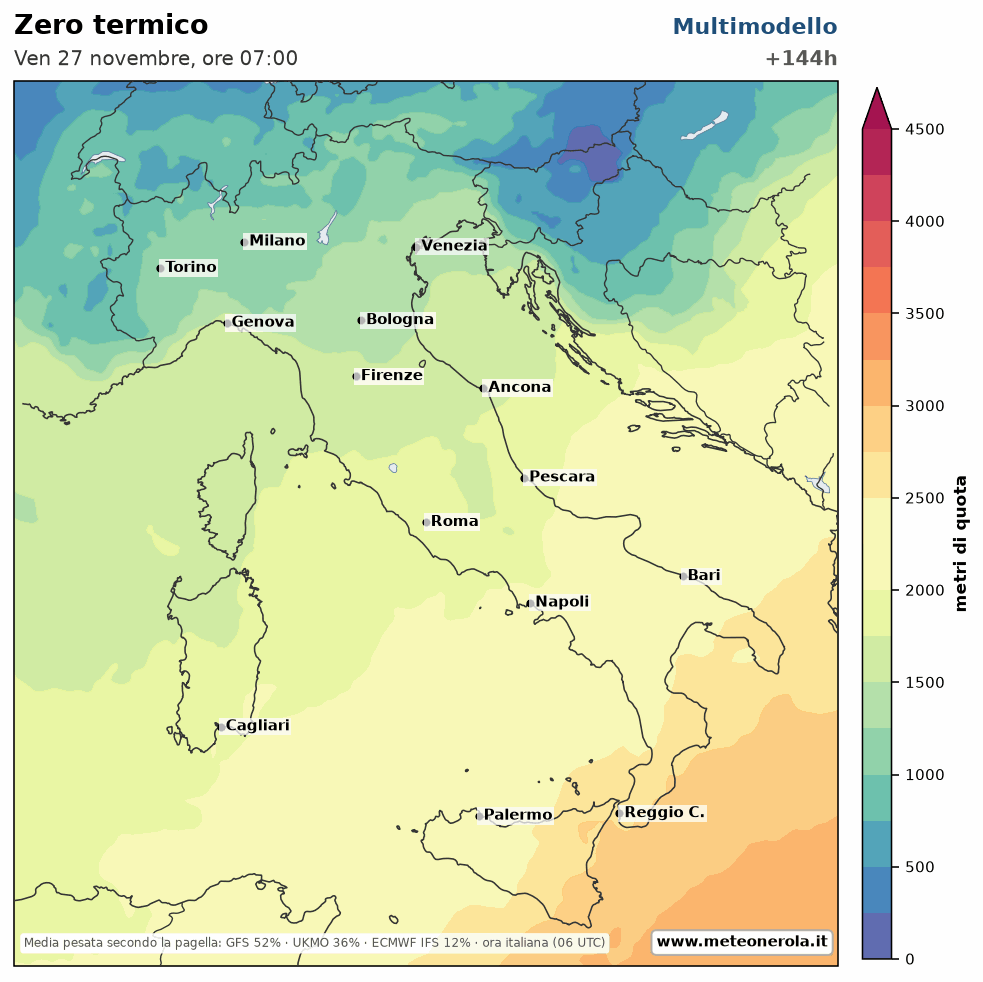 Zero termico
Multimodello
Ven 27 novembre, ore 07:00
+144h
4500
4000
3500
3000
2500
2000
1500
1000
500
0
metri di quota
Milano
Venezia
Torino
Genova
Bologna
Firenze
Ancona
Pescara
Roma
Bari
Napoli
Cagliari
Palermo
Reggio C.
Media pesata secondo la pagella: GFS 52% · UKMO 36% · ECMWF IFS 12% · ora italiana (06 UTC)
www.meteonerola.it